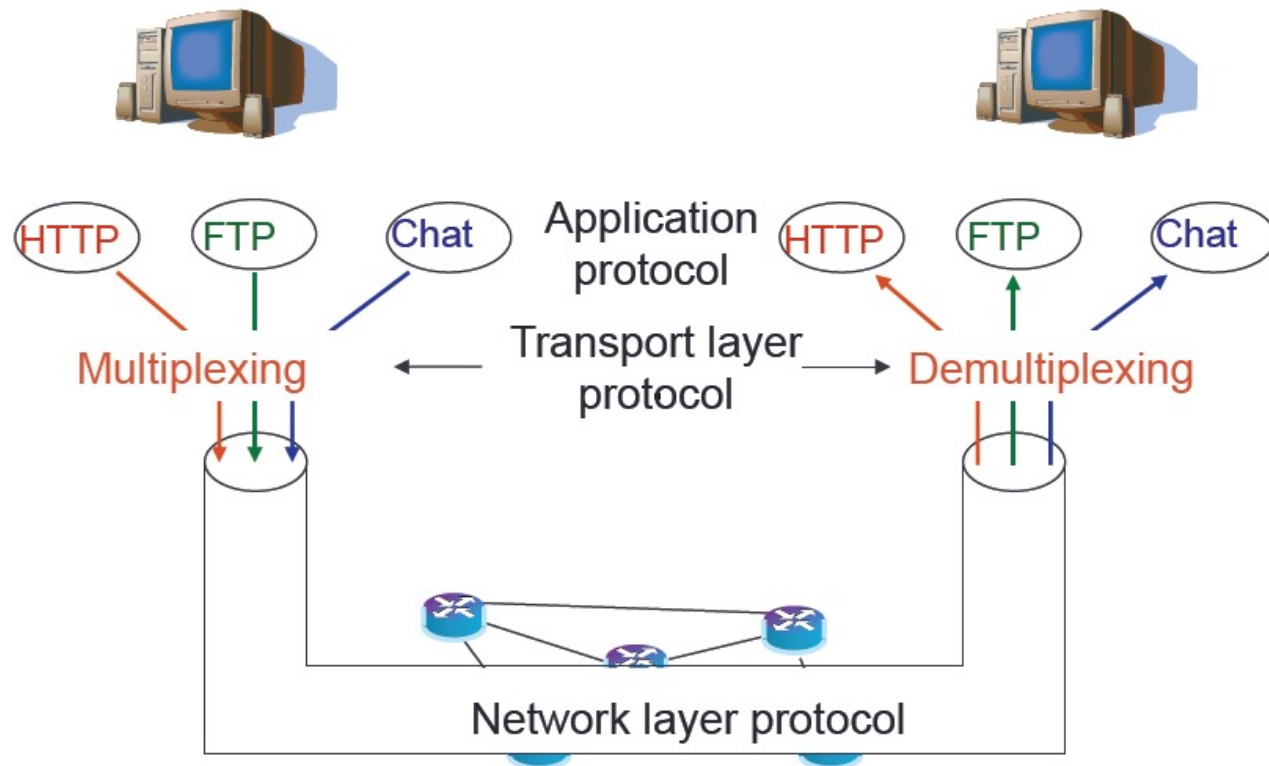 HTTP
FTP
Chat
Application
protocol
HTTP
FTP
Chat
Multiplexing
Transport layer
protocol
Demultiplexing
Network layer protocol